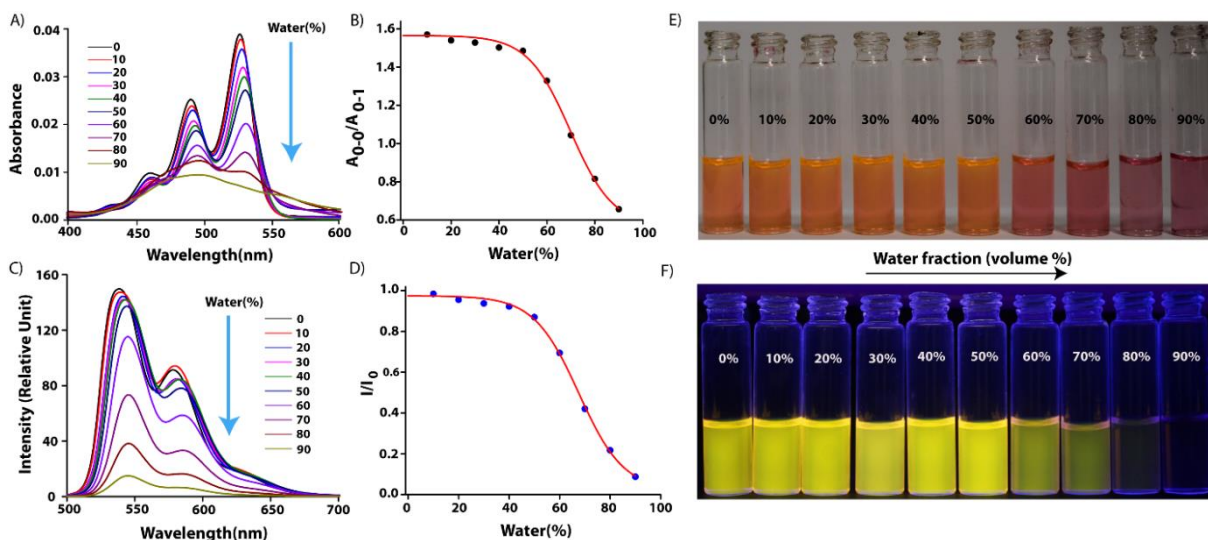 A)
Water(%)
0.04
0.03
0.02
0.01
0.00
Absorbance
0
10
20
30
40
50
60
70
80
90
400 450 500 550 600
Wavelength(nm)
B)
1.6
1.4
1.2
1.0
0.8
0.6
A0-0/A0-1
0 20 40 60 80 100
Water(%)
C)
Water(%)
160
120
80
40
0
Intensity (Relative Unit)
0
10
20
30
40
50
60
70
80
90
500 550 600 650 700
Wavelength(nm)
D)
1.0
0.8
0.6
0.4
0.2
0.0
I/I0
0 20 40 60 80 100
Water(%)
E)
0% 10% 20% 30% 40% 50% 60% 70% 80% 90%
Water fraction (volume %)
F)
0% 10% 20% 30% 40% 50% 60% 70% 80% 90%